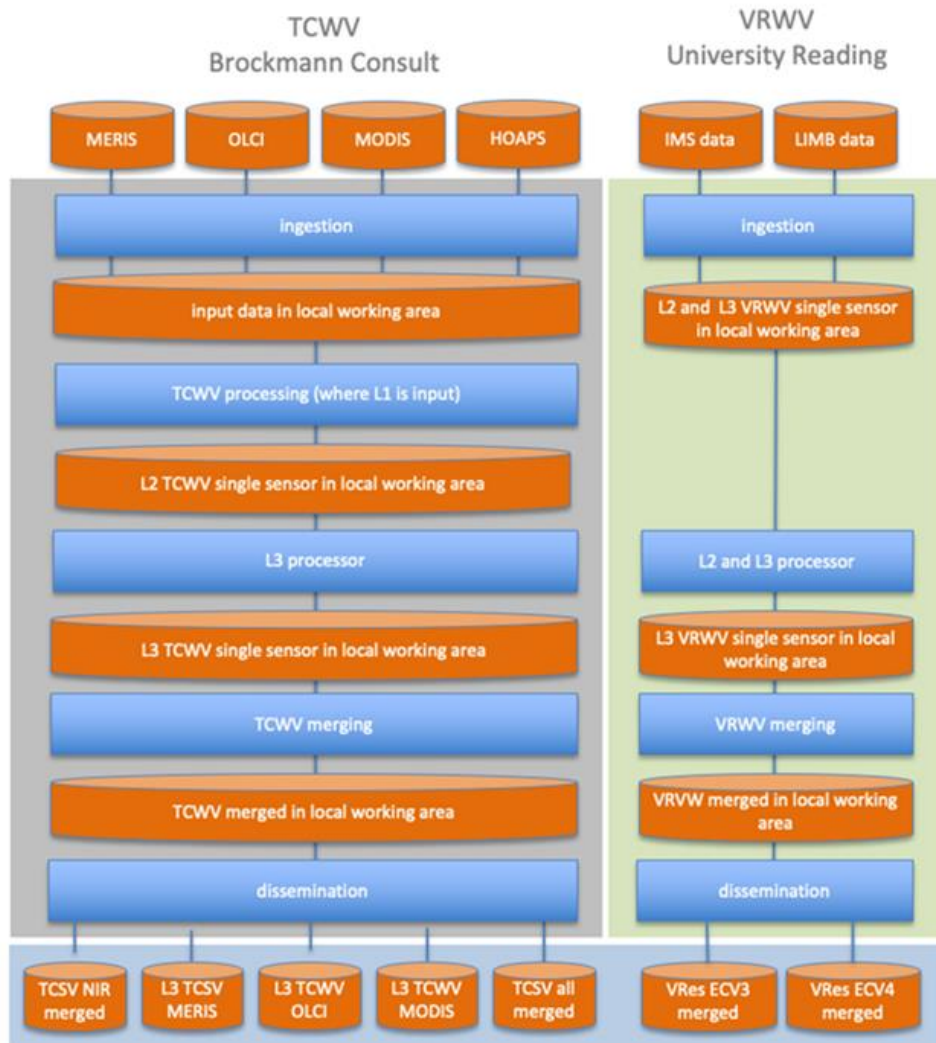 TCWV
Brockmann Consult
VRWV
University Reading
MERIS
OLCI
MODIS
HOAPS
IMS data
LIMB data
ingestion
ingestion
input data in local working area
L2 and L3 VRWV single sensor
in local working area
TCWV processing (where L1 is input)
L2 TCWV single sensor in local working area
L3 processor
L2 and L3 processor
L3 TCWV single sensor in local working area
L3 VRWV single sensor in local
working area
TCWV merging
VRWV merging
TCWV merged in local working area
VRVW merged in local working
area
dissemination
dissemination
TCSV NIR
merged
L3 TCSV
MERIS
L3 TCWV
OLCI
L3 TCWV
MODIS
TCSV all
merged
VRes ECV3
merged
VRes ECV4
merged